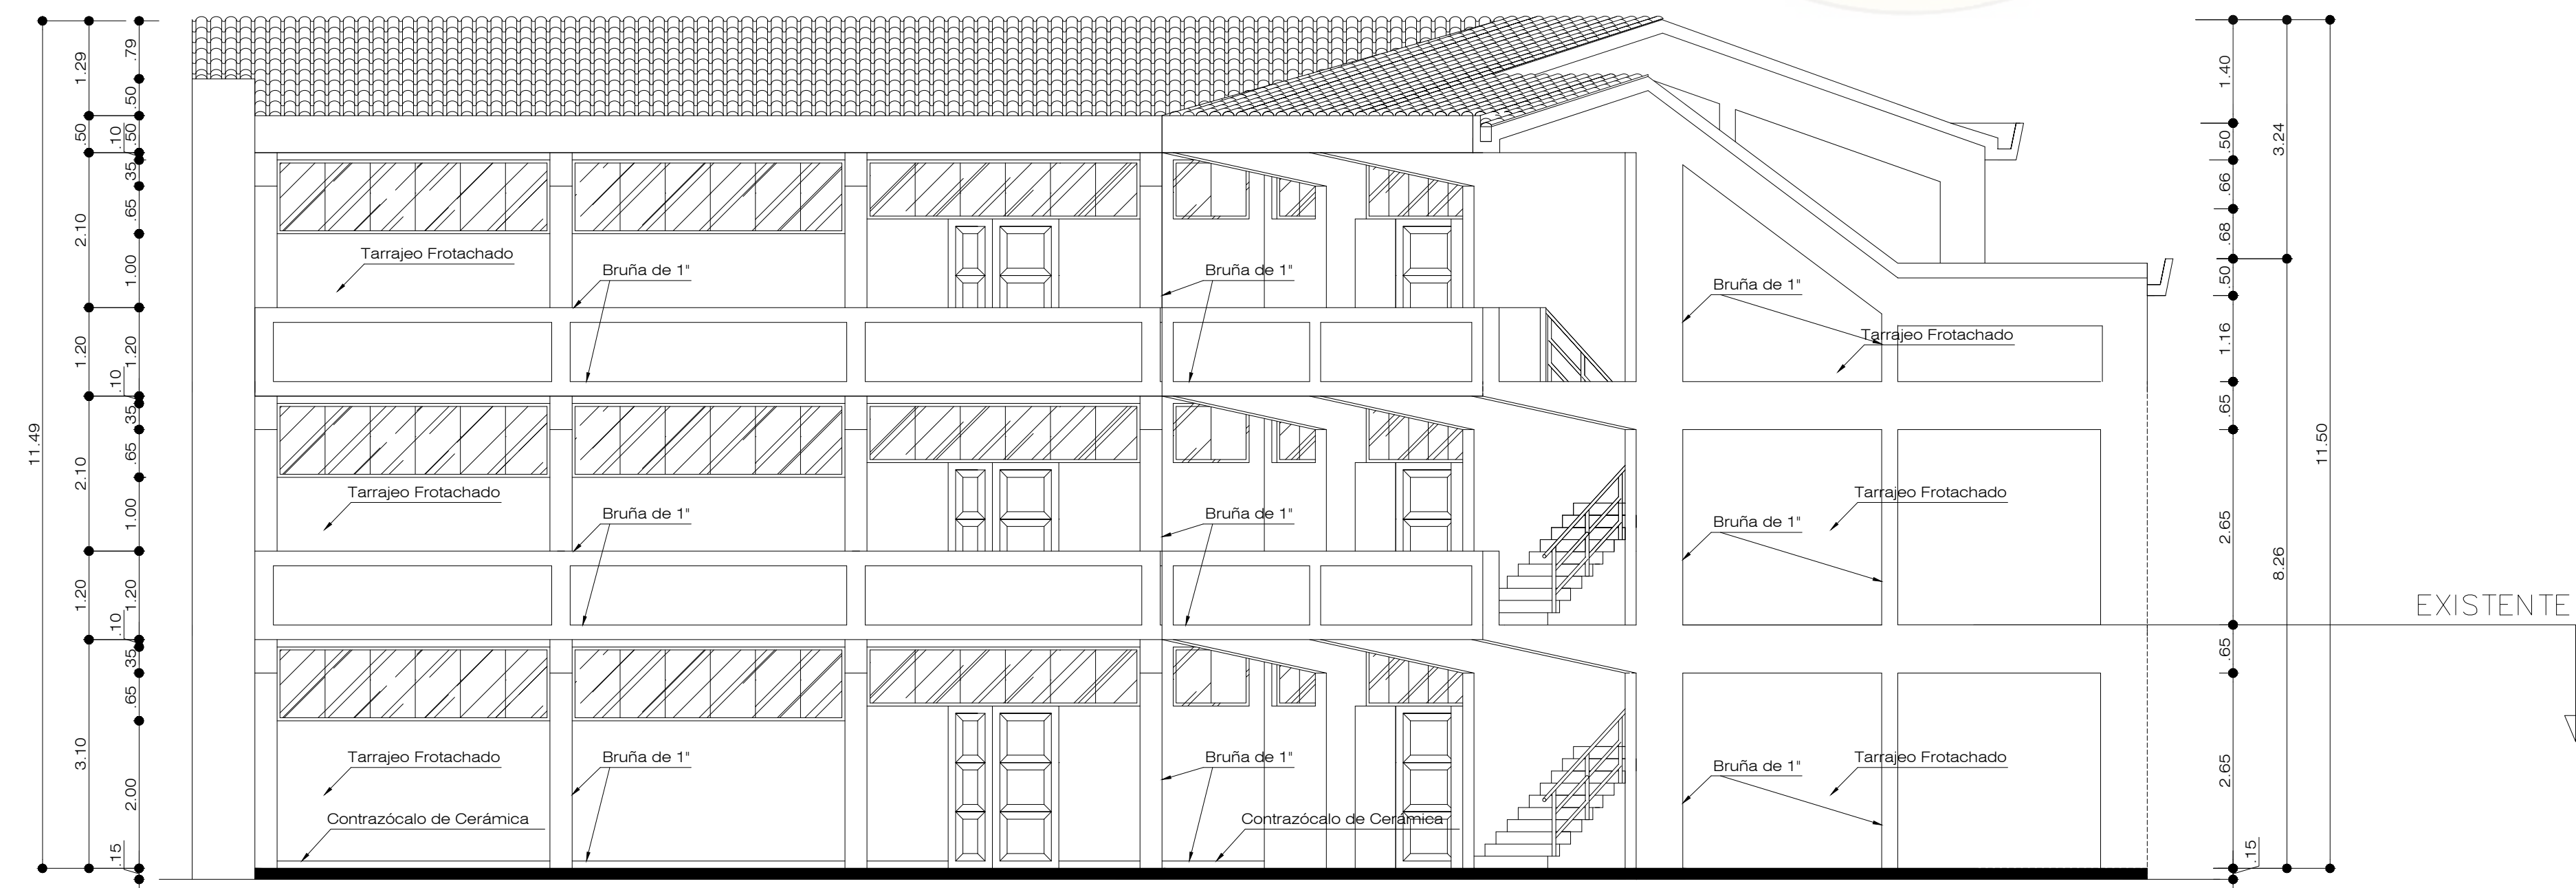 11.49
1.29
.50
2.10
1.20
2.10
1.20
3.10
.79
.50
.10
.50
.35
.65
1.00
1.20
.10
.35
.65
1.00
1.20
.10
.35
.65
2.00
.15
Tarrajeo Frotachado
Bruña de 1"
Bruña de 1"
Bruña de 1"
Tarrajeo Frotachado
Tarrajeo Frotachado
Bruña de 1"
Bruña de 1"
Bruña de 1"
Tarrajeo Frotachado
Tarrajeo Frotachado
Bruña de 1"
Bruña de 1"
Bruña de 1"
Tarrajeo Frotachado
Contrazócalo de Cerámica
Contrazócalo de Cerámica
1.40
.50
.66
.68
.50
1.16
.65
2.65
.65
2.65
.15
3.24
8.26
11.50
EXISTENTE